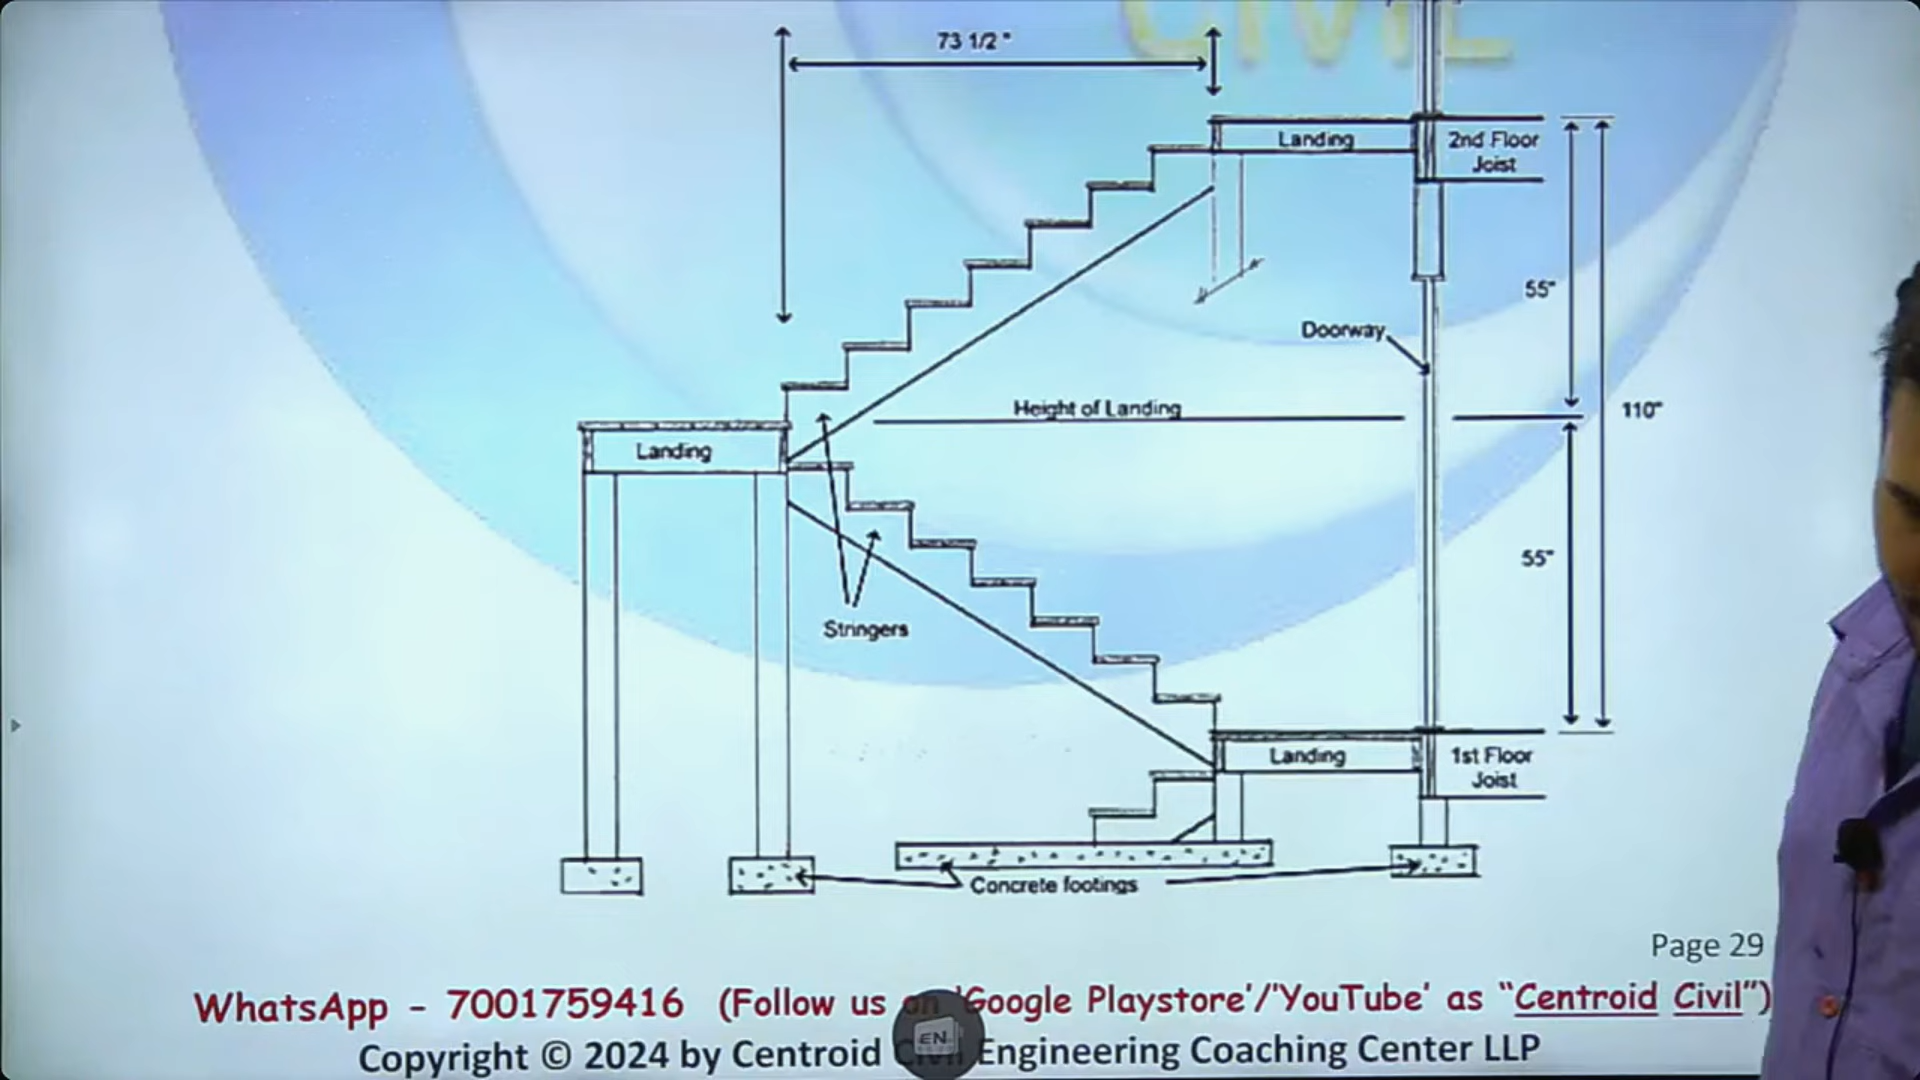 CIVIL
73 1/2 "
Landing
2nd Floor
Joist
55"
Doorway
Height of Landing
110"
Landing
55"
Stringers
Landing
1st Floor
Joist
Concrete footings
Page 29
WhatsApp - 7001759416 (Follow us on 'Google Playstore'/'YouTube' as "Centroid Civil")
EN
Copyright © 2024 by Centroid Civil Engineering Coaching Center LLP